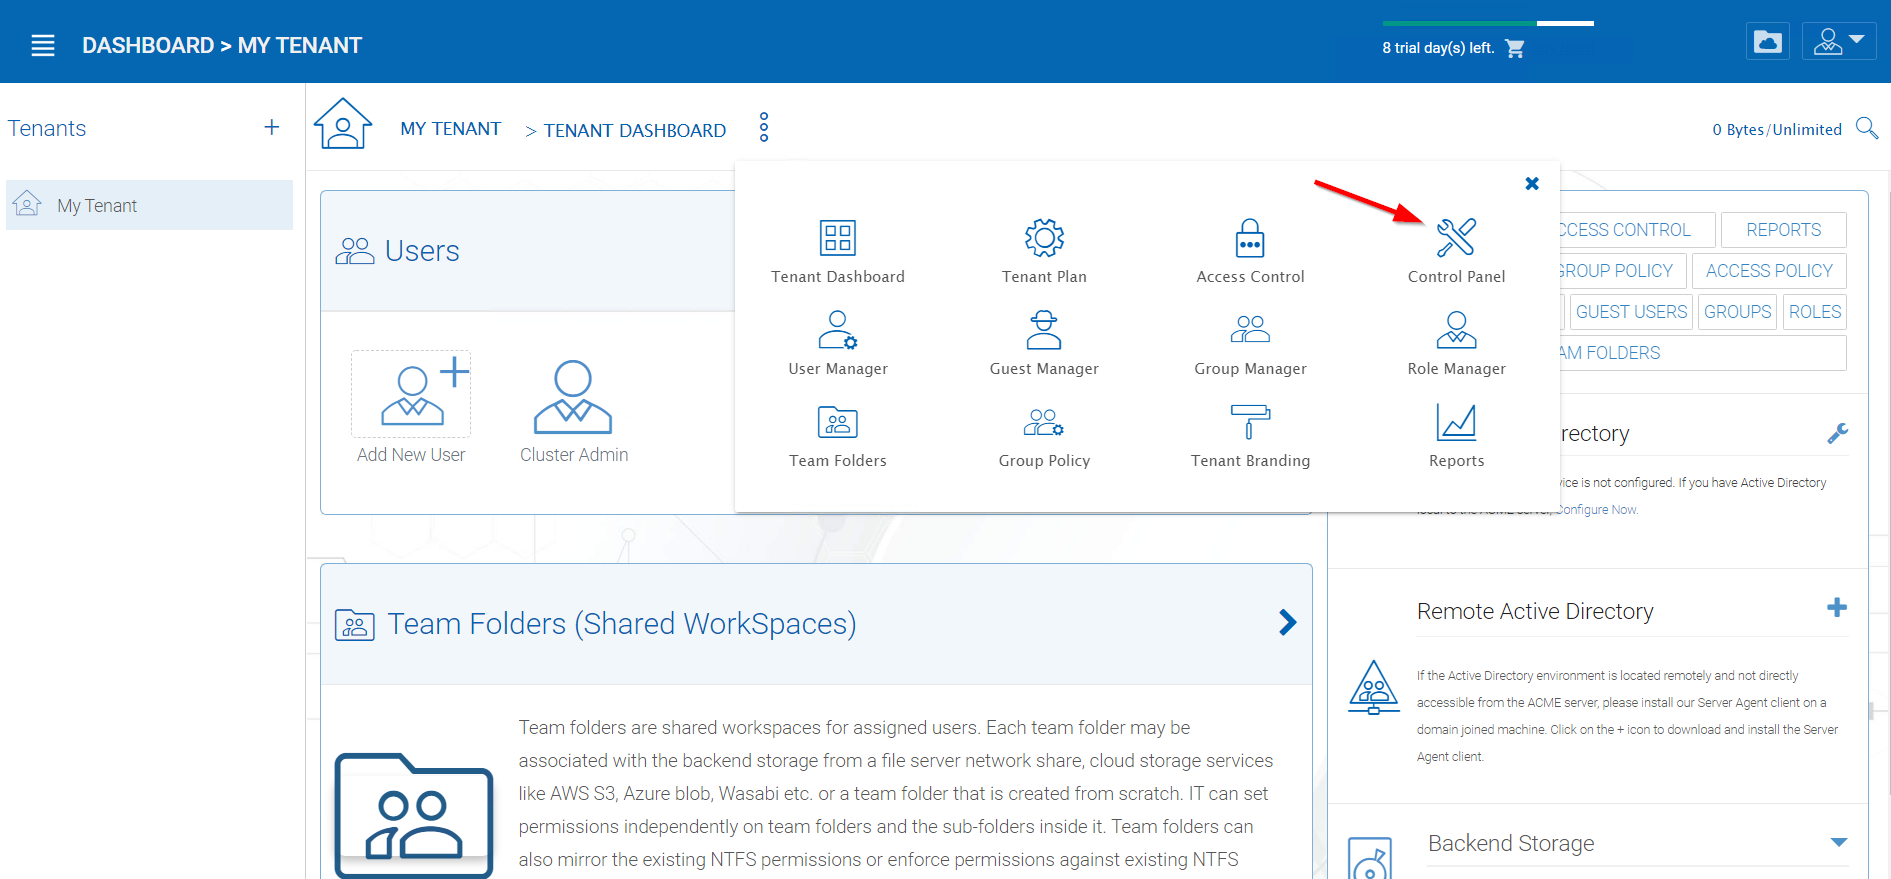 DASHBOARD > MY TENANT
8 trial day(s) left.
Tenants
My Tenant
MY TENANT > TENANT DASHBOARD
0 Bytes/Unlimited
Users
Add New User
Cluster Admin
Tenant Dashboard
Tenant Plan
Access Control
Control Panel
User Manager
Guest Manager
Group Manager
Role Manager
Team Folders
Group Policy
Tenant Branding
Reports
CCESS CONTROL
REPORTS
GROUP POLICY
ACCESS POLICY
GUEST USERS
GROUPS
ROLES
AM FOLDERS
rectory
vice is not configured. If you have Active Directory
local to the ACME server, Configure Now.
Team Folders (Shared WorkSpaces)
Team folders are shared workspaces for assigned users. Each team folder may be
associated with the backend storage from a file server network share, cloud storage services
like AWS S3, Azure blob, Wasabi etc. or a team folder that is created from scratch. IT can set
permissions independently on team folders and the sub-folders inside it. Team folders can
also mirror the existing NTFS permissions or enforce permissions against existing NTFS
Remote Active Directory
If the Active Directory environment is located remotely and not directly
accessible from the ACME server, please install our Server Agent client on a
domain joined machine. Click on the + icon to download and install the Server
Agent client.
Backend Storage